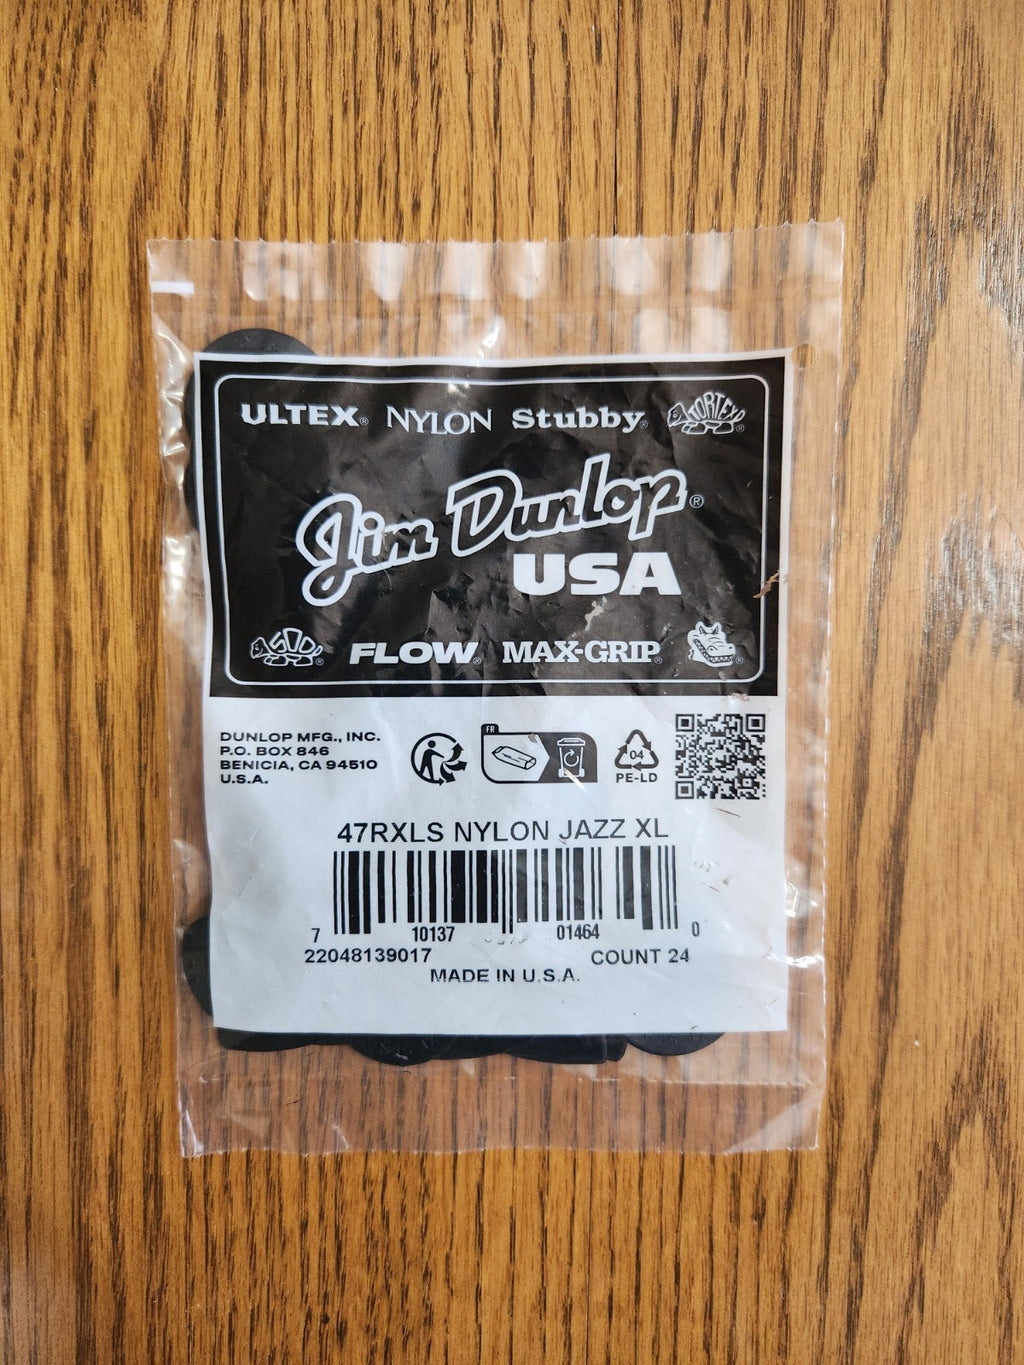 ULTEX® NYLON Stubby® TORTEX®
Jim Dunlop®
USA
FLOW® MAX-GRIP®
DUNLOP MFG., INC.
P.O. BOX 846
BENICIA, CA 94510
U.S.A.
FR
04
PE-LD
47RXLS NYLON JAZZ XL
7 10137 01464 0
22048139017 COUNT 24
MADE IN U.S.A.